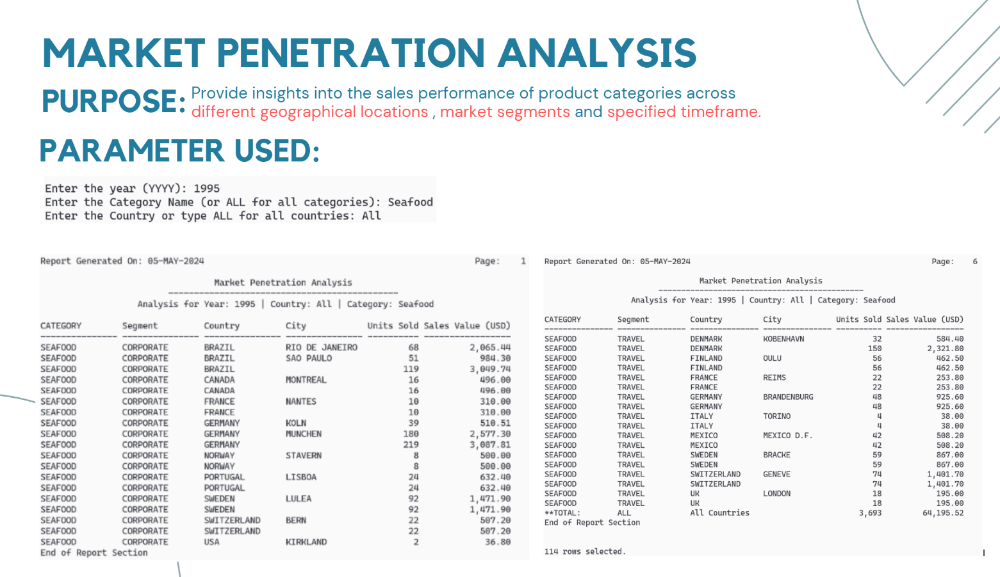 MARKET PENETRATION ANALYSIS
PURPOSE: Provide insights into the sales performance of product categories across
different geographical locations , market segments and specified timeframe.
PARAMETER USED:
Enter the year (YYYY): 1995
Enter the Category Name (or ALL for all categories): Seafood
Enter the Country or type ALL for all countries: All
Report Generated On: 05-MAY-2024 Page: 1
Market Penetration Analysis
Analysis for Year: 1995 | Country: All | Category: Seafood
CATEGORY Segment Country City Units Sold Sales Value (USD)
SEAFOOD CORPORATE BRAZIL RIO DE JANEIRO 68 2,065.44
SEAFOOD CORPORATE BRAZIL SAO PAULO 51 984.30
SEAFOOD CORPORATE BRAZIL 119 3,049.74
SEAFOOD CORPORATE CANADA MONTREAL 16 496.00
SEAFOOD CORPORATE CANADA 16 496.00
SEAFOOD CORPORATE FRANCE NANTES 10 310.00
SEAFOOD CORPORATE FRANCE 10 310.00
SEAFOOD CORPORATE GERMANY KOLN 39 510.51
SEAFOOD CORPORATE GERMANY MUNCHEN 180 2,577.30
SEAFOOD CORPORATE GERMANY 219 3,087.81
SEAFOOD CORPORATE NORWAY STAVERN 8 500.00
SEAFOOD CORPORATE NORWAY 8 500.00
SEAFOOD CORPORATE PORTUGAL LISBOA 24 632.40
SEAFOOD CORPORATE PORTUGAL 24 632.40
SEAFOOD CORPORATE SWEDEN LULEA 92 1,471.90
SEAFOOD CORPORATE SWEDEN 92 1,471.90
SEAFOOD CORPORATE SWITZERLAND BERN 22 507.20
SEAFOOD CORPORATE SWITZERLAND 22 507.20
SEAFOOD CORPORATE USA KIRKLAND 2 36.80
End of Report Section
Report Generated On: 05-MAY-2024 Page: 6
Market Penetration Analysis
Analysis for Year: 1995 | Country: All | Category: Seafood
CATEGORY Segment Country City Units Sold Sales Value (USD)
SEAFOOD TRAVEL DENMARK KOBENHAVN 32 584.40
SEAFOOD TRAVEL DENMARK 150 2,321.80
SEAFOOD TRAVEL FINLAND OULU 56 462.50
SEAFOOD TRAVEL FINLAND 56 462.50
SEAFOOD TRAVEL FRANCE REIMS 22 253.80
SEAFOOD TRAVEL FRANCE 22 253.80
SEAFOOD TRAVEL GERMANY BRANDENBURG 48 925.60
SEAFOOD TRAVEL GERMANY 48 925.60
SEAFOOD TRAVEL ITALY TORINO 4 38.00
SEAFOOD TRAVEL ITALY 4 38.00
SEAFOOD TRAVEL MEXICO MEXICO D.F. 42 508.20
SEAFOOD TRAVEL MEXICO 42 508.20
SEAFOOD TRAVEL SWEDEN BRACKE 59 867.00
SEAFOOD TRAVEL SWEDEN 59 867.00
SEAFOOD TRAVEL SWITZERLAND GENEVE 74 1,401.70
SEAFOOD TRAVEL SWITZERLAND 74 1,401.70
SEAFOOD TRAVEL UK LONDON 18 195.00
SEAFOOD TRAVEL UK 18 195.00
**TOTAL: ALL All Countries 3,693 64,195.52
End of Report Section
114 rows selected.